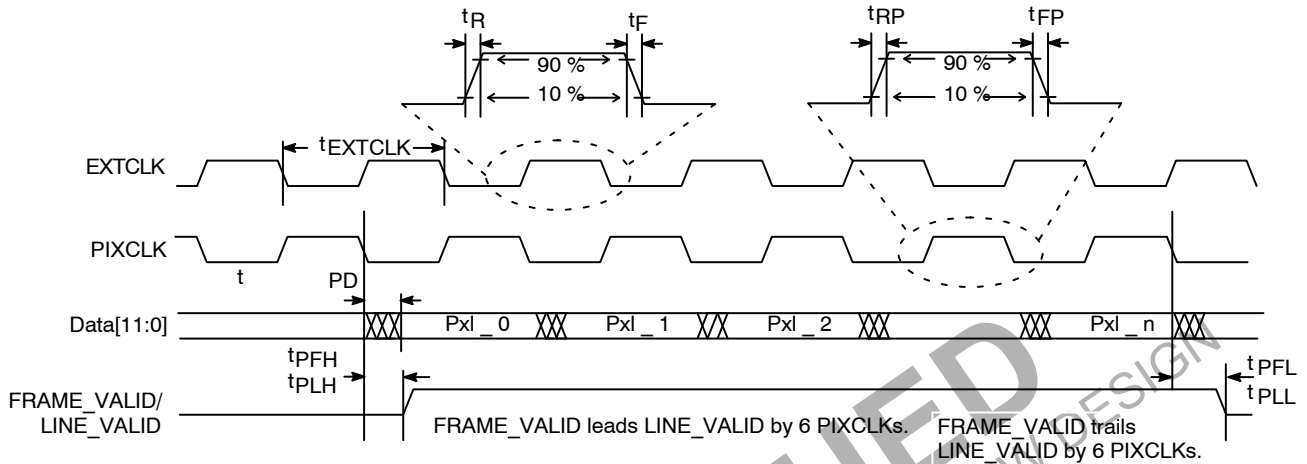 tR
tF
tRP
tFP
90 %
10 %
90 %
10 %
tEXTCLK
EXTCLK
PIXCLK
t
PD
Data[11:0]
Pxl _ 0
Pxl _ 1
Pxl _ 2
Pxl _ n
tPFH
tPLH
tPFL
tPLL
FRAME_VALID/
LINE_VALID
FRAME_VALID leads LINE_VALID by 6 PIXCLKs.
FRAME_VALID trails
LINE_VALID by 6 PIXCLKs.
UED
W DESIGN